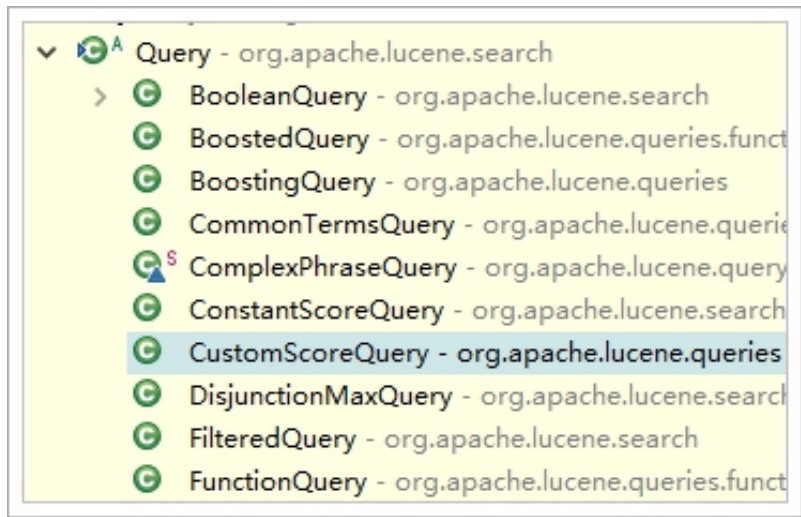 Query - org.apache.lucene.search
BooleanQuery - org.apache.lucene.search
BoostedQuery - org.apache.lucene.queries.funct
BoostingQuery - org.apache.lucene.queries
CommonTermsQuery - org.apache.lucene.querie
ComplexPhraseQuery - org.apache.lucene.query
ConstantScoreQuery - org.apache.lucene.search
CustomScoreQuery - org.apache.lucene.queries
DisjunctionMaxQuery - org.apache.lucene.search
FilteredQuery - org.apache.lucene.search
FunctionQuery - org.apache.lucene.queries.funct